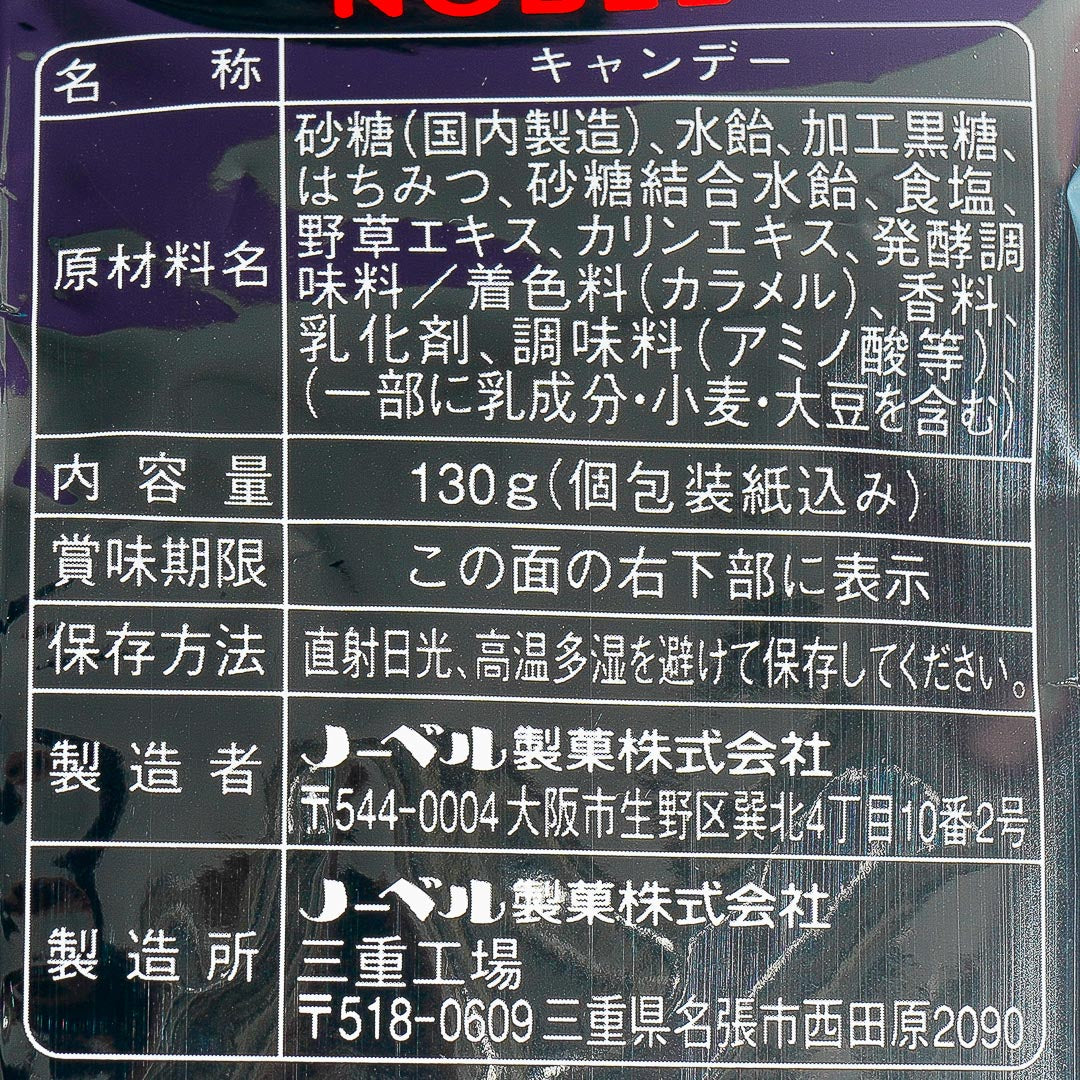 NOBEL
名称 キャンデー
原材料名
砂糖(国内製造)、水飴、加工黒糖、
はちみつ、砂糖結合水飴、食塩、
野草エキス、カリンエキス、発酵調
味料／着色料(カラメル)、香料、
乳化剤、調味料(アミノ酸等)、
(一部に乳成分・小麦・大豆を含む)
内容量 130g(個包装紙込み)
賞味期限 この面の右下部に表示
保存方法 直射日光、高温多湿を避けて保存してください。
製造者 ノーベル製菓株式会社
〒544-0004 大阪市生野区巽北4丁目10番2号
製造所 ノーベル製菓株式会社
三重工場
〒518-0609 三重県名張市西田原2090